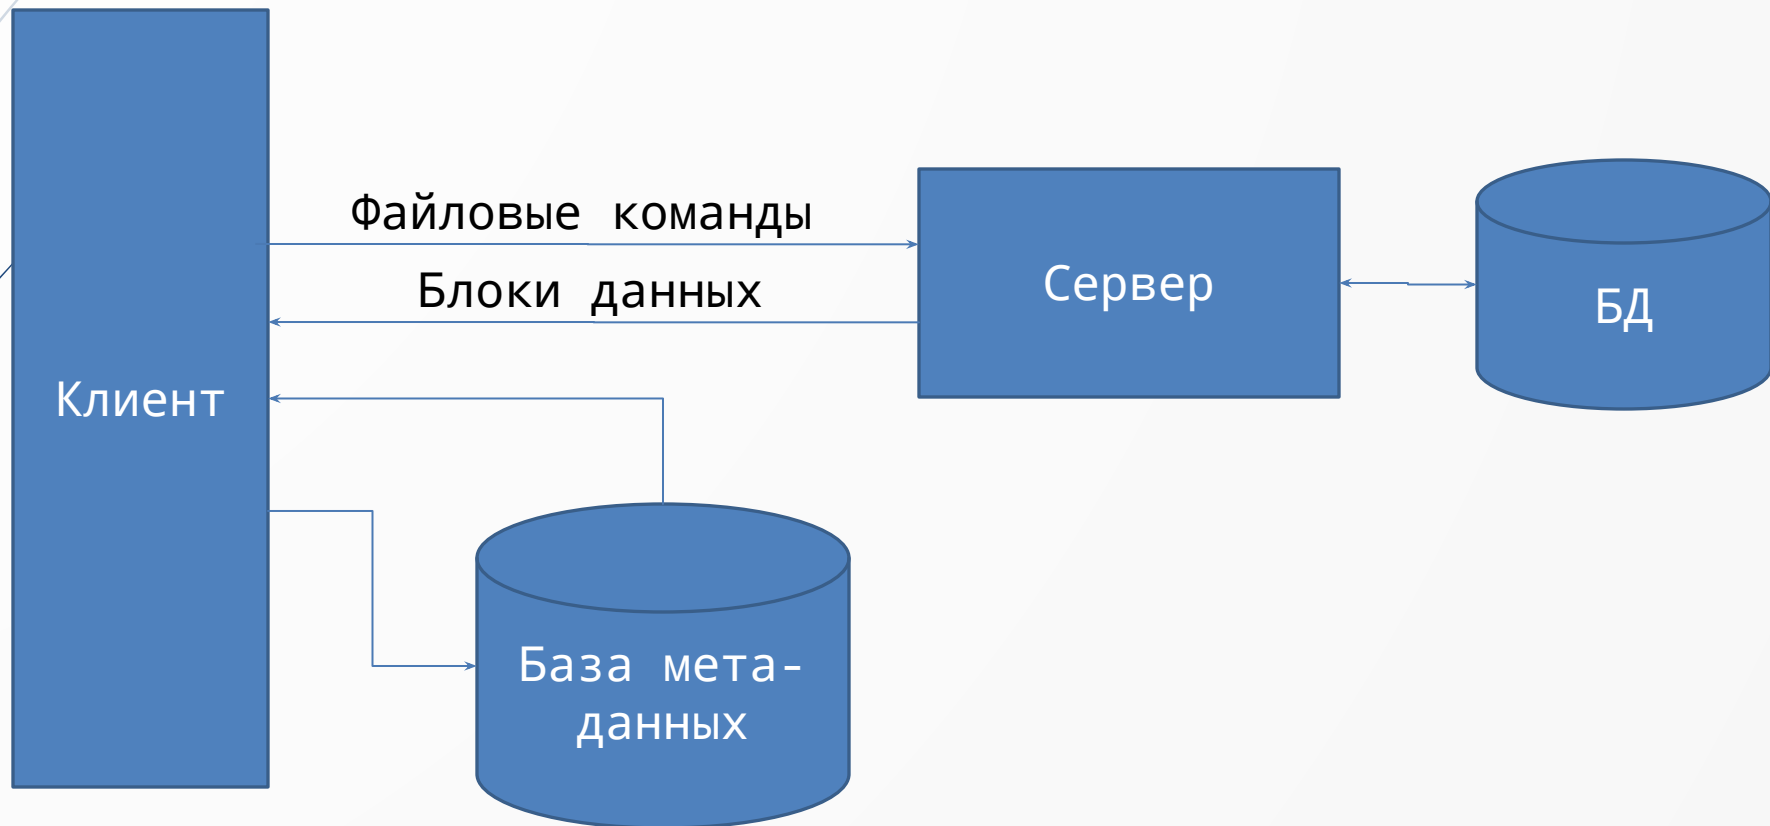 Файловые команды
Блоки данных
Сервер
БД
Клиент
База мета-
данных